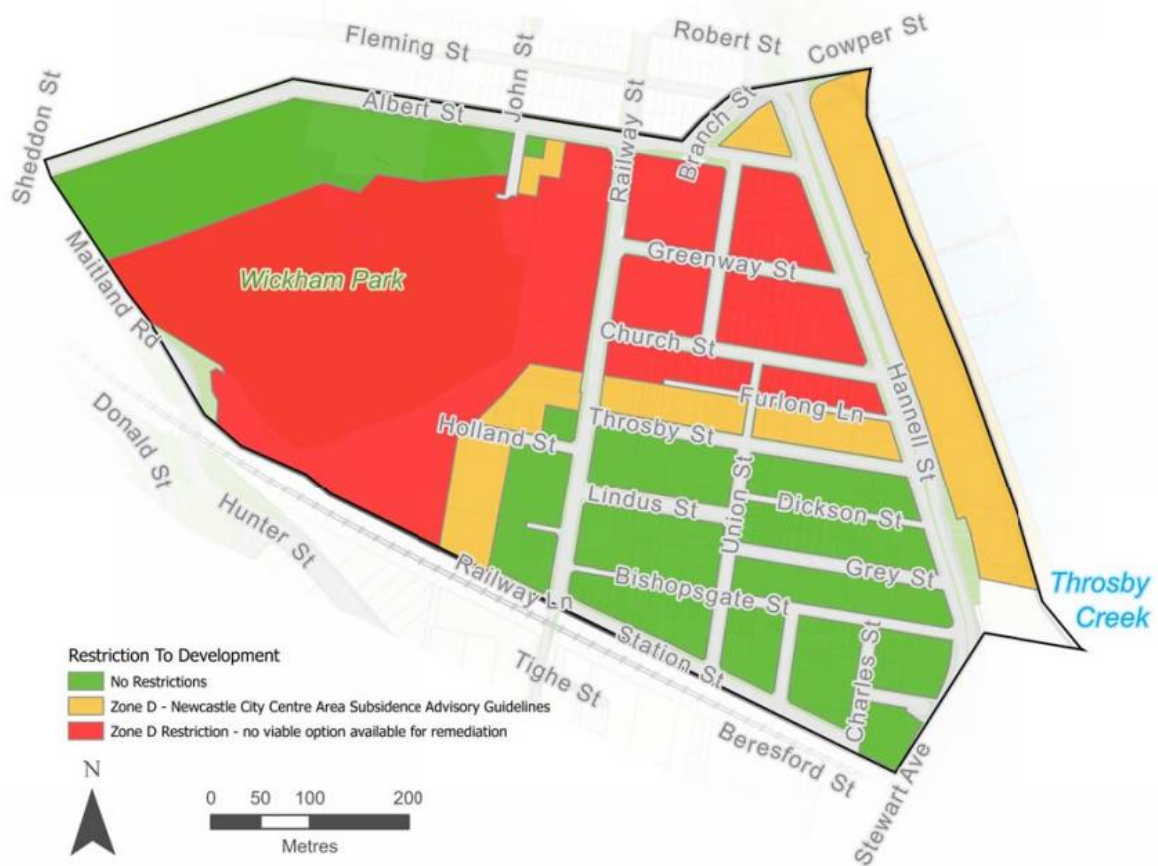 Fleming St
Robert St
Cowper St
Sheddon St
Albert St
John St
Railway St
Branch St
Maitland Rd
Wickham Park
Greenway St
Church St
Furlong Ln
Hannell St
Donald St
Hunter St
Holland St
Throsby St
Lindus St
Union St
Dickson St
Grey St
Railway Ln
Bishopsgate St
Throsby
Creek
Station St
Charles St
Tighe St
Beresford St
Stewart Ave
Restriction To Development
No Restrictions
Zone D - Newcastle City Centre Area Subsidence Advisory Guidelines
Zone D Restriction - no viable option available for remediation
N
0 50 100 200
Metres